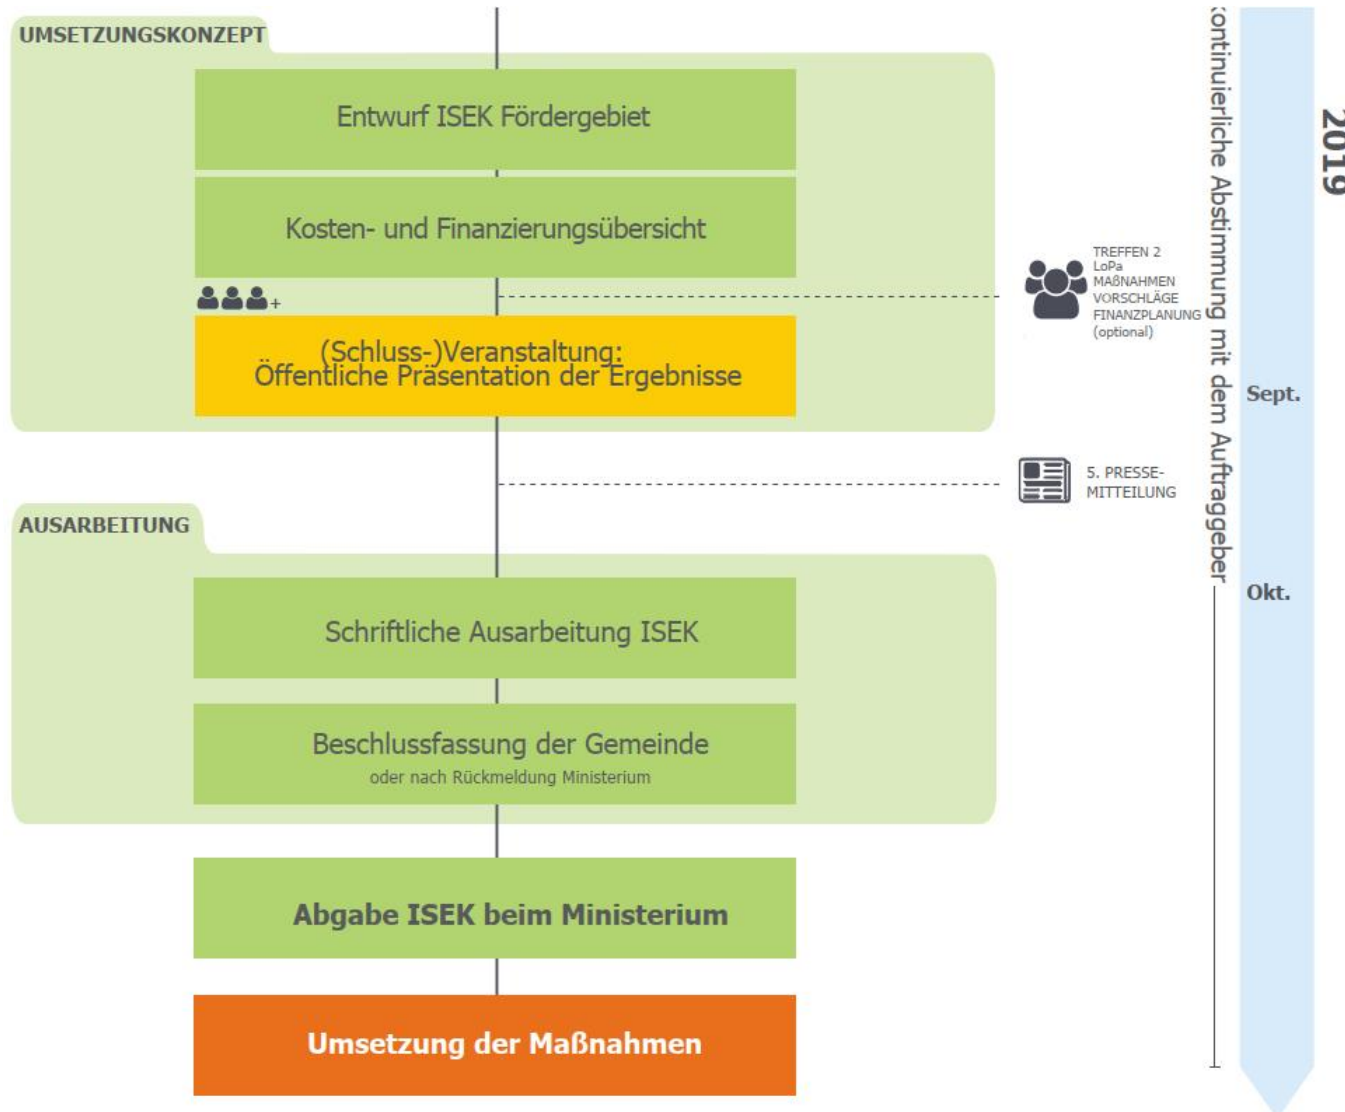 UMSETZUNGSKONZEPT
Entwurf ISEK Fördergebiet
Kosten- und Finanzierungsübersicht
+
TREFFEN 2
LoPa
MAßNAHMEN
VORSCHLÄGE
FINANZPLANUNG
(optional)
(Schluss-)Veranstaltung:
Öffentliche Präsentation der Ergebnisse
5. PRESSE-
MITTEILUNG
AUSARBEITUNG
Schriftliche Ausarbeitung ISEK
Beschlussfassung der Gemeinde
oder nach Rückmeldung Ministerium
Abgabe ISEK beim Ministerium
Umsetzung der Maßnahmen
kontinuierliche Abstimmung mit dem Auftraggeber
Sept.
Okt.
2019